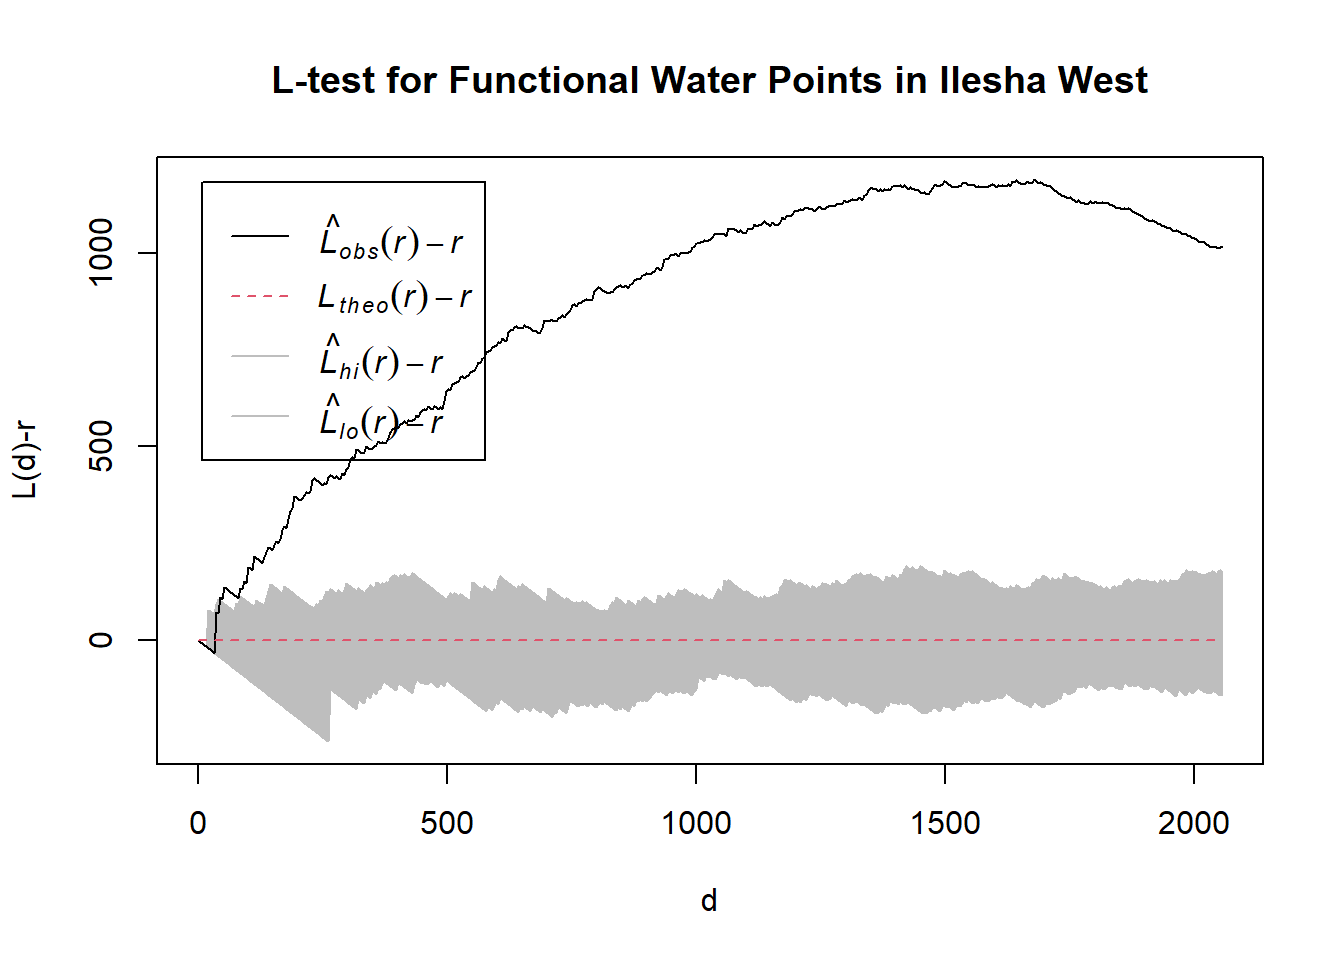 L-test for Functional Water Points in Ilesha West
L̂obs(r) − r
Ltheo(r) − r
L̂hi(r) − r
L̂lo(r) − r
L(d)-r
1000
500
0
0 500 1000 1500 2000
d